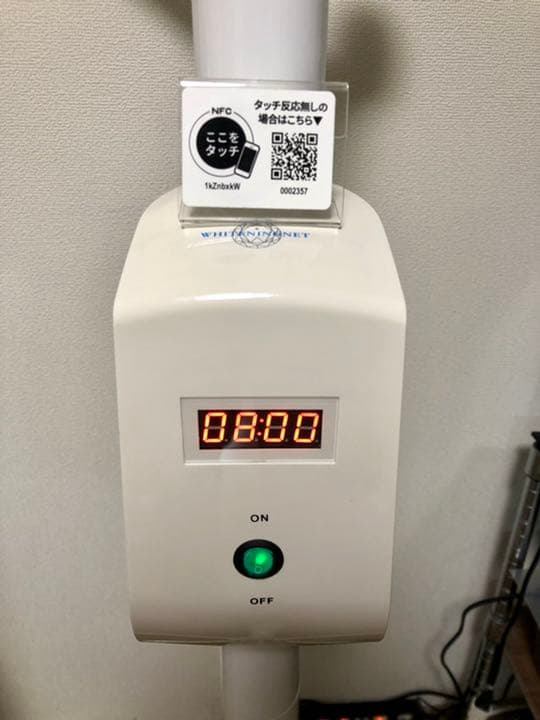 NFC
ここを
タッチ
1kZnbxkW
タッチ反応無しの
場合はこちら▼
0002357
WHITENINGNET
08:00
ON
OFF